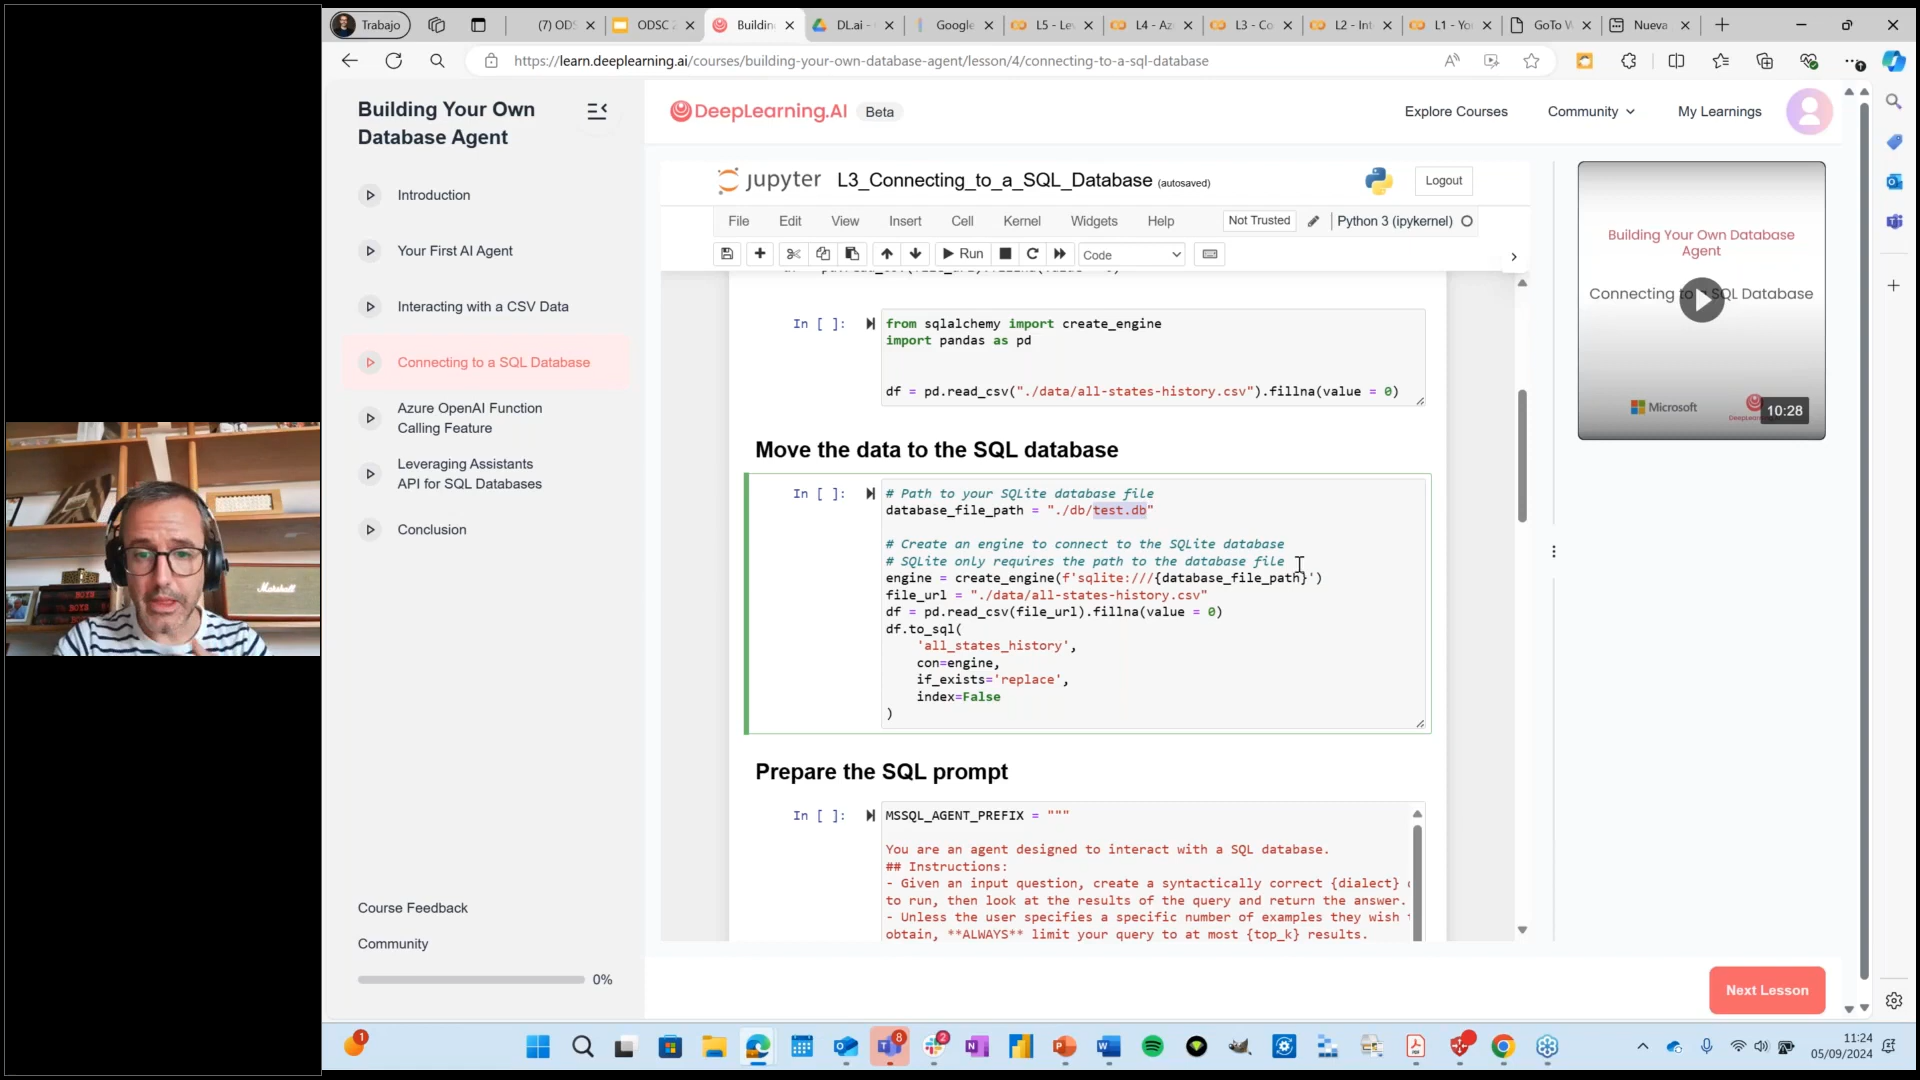 Trabajo
(7) ODS
ODSC 2
Building
DL.ai -
Google
L5 - Le
L4 - Az
L3 - Co
L2 - Int
L1 - Yo
GoTo W
Nueva
https://learn.deeplearning.ai/courses/building-your-own-database-agent/lesson/4/connecting-to-a-sql-database
Building Your Own
Database Agent
Introduction
Your First AI Agent
Interacting with a CSV Data
Connecting to a SQL Database
Azure OpenAI Function
Calling Feature
Leveraging Assistants
API for SQL Databases
Conclusion
Course Feedback
Community
0%
DeepLearning.AI
Beta
Explore Courses
Community
My Learnings
jupyter
L3_Connecting_to_a_SQL_Database (autosaved)
Logout
File
Edit
View
Insert
Cell
Kernel
Widgets
Help
Not Trusted
Python 3 (ipykernel)
Run
Code
In [ ]:
from sqlalchemy import create_engine
import pandas as pd
df = pd.read_csv("./data/all-states-history.csv").fillna(value = 0)
Move the data to the SQL database
In [ ]:
# Path to your SQLite database file
database_file_path = "./db/test.db"
# Create an engine to connect to the SQLite database
# SQLite only requires the path to the database file
engine = create_engine(f'sqlite:///{database_file_path}')
file_url = "./data/all-states-history.csv"
df = pd.read_csv(file_url).fillna(value = 0)
df.to_sql(
'all_states_history',
con=engine,
if_exists='replace',
index=False
)
Prepare the SQL prompt
In [ ]:
MSSQL_AGENT_PREFIX = """
You are an agent designed to interact with a SQL database.
## Instructions:
- Given an input question, create a syntactically correct {dialect}
to run, then look at the results of the query and return the answer.
- Unless the user specifies a specific number of examples they wish
obtain, **ALWAYS** limit your query to at most {top_k} results.
Building Your Own Database
Agent
Connecting to a SQL Database
Microsoft
10:28
Next Lesson
Marshall
1
8
2
11:24
05/09/2024